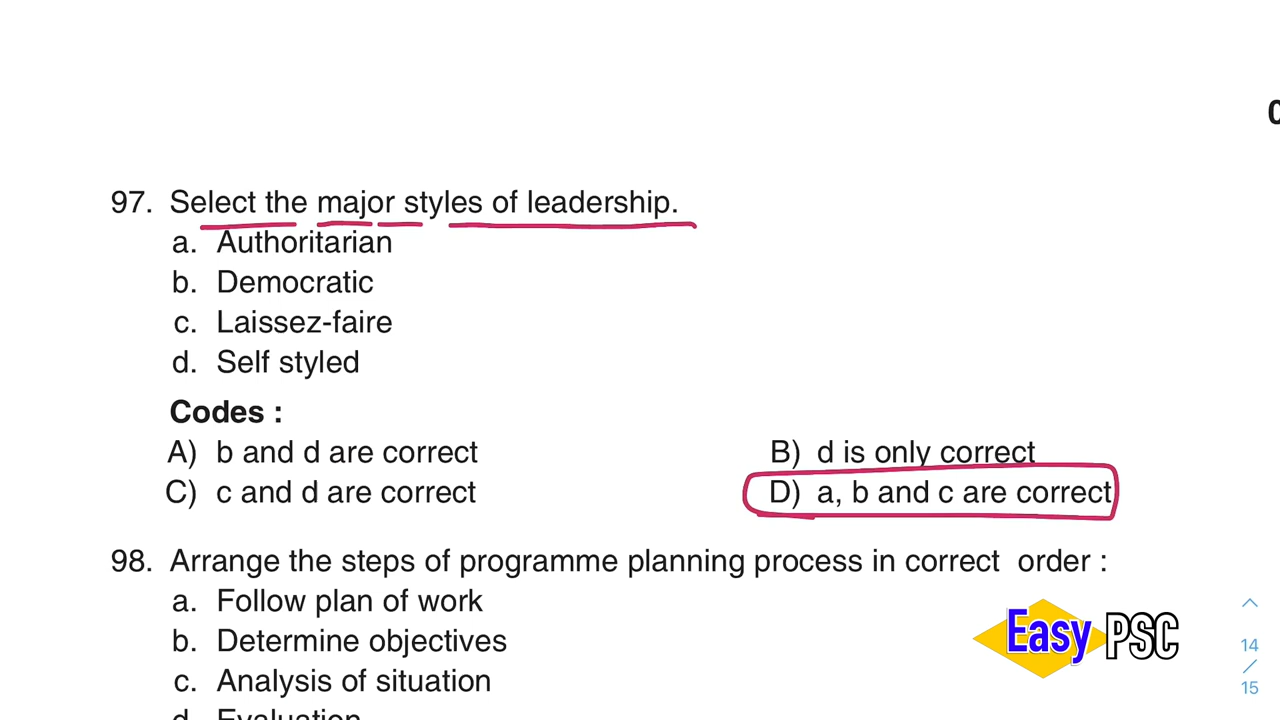 97. Select the major styles of leadership.
a. Authoritarian
b. Democratic
c. Laissez-faire
d. Self styled
Codes :
A) b and d are correct B) d is only correct
C) c and d are correct D) a, b and c are correct
98. Arrange the steps of programme planning process in correct order :
a. Follow plan of work
b. Determine objectives
c. Analysis of situation
d. Evaluation
Easy PSC
14
/
15